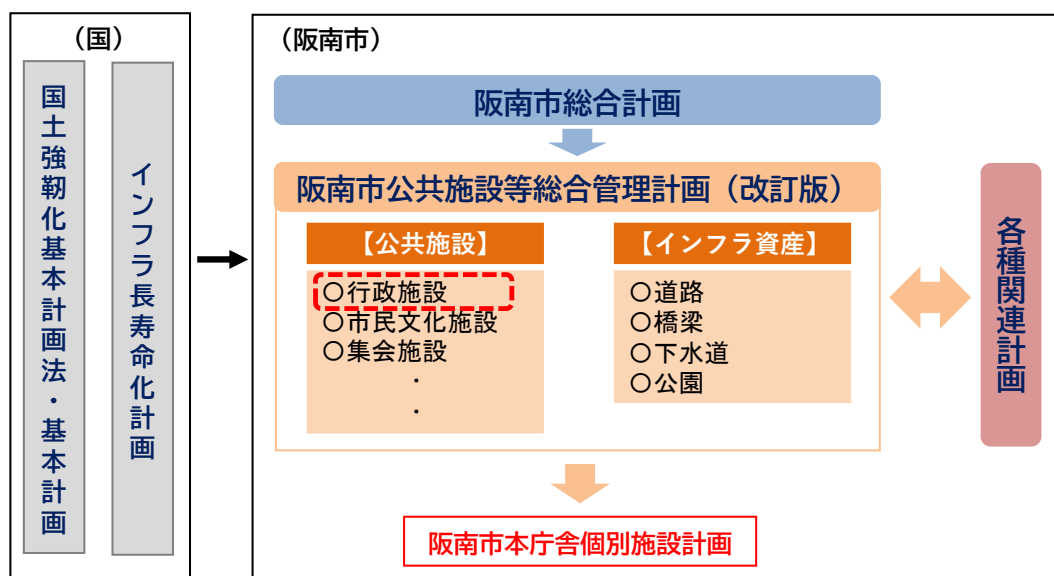 （国）
国土強靭化基本計画法・基本計画
インフラ長寿命化計画
（阪南市）
阪南市総合計画
阪南市公共施設等総合管理計画（改訂版）
【公共施設】
〇行政施設
〇市民文化施設
〇集会施設
・
・
【インフラ資産】
〇道路
〇橋梁
〇下水道
〇公園
各種関連計画
阪南市本庁舎個別施設計画